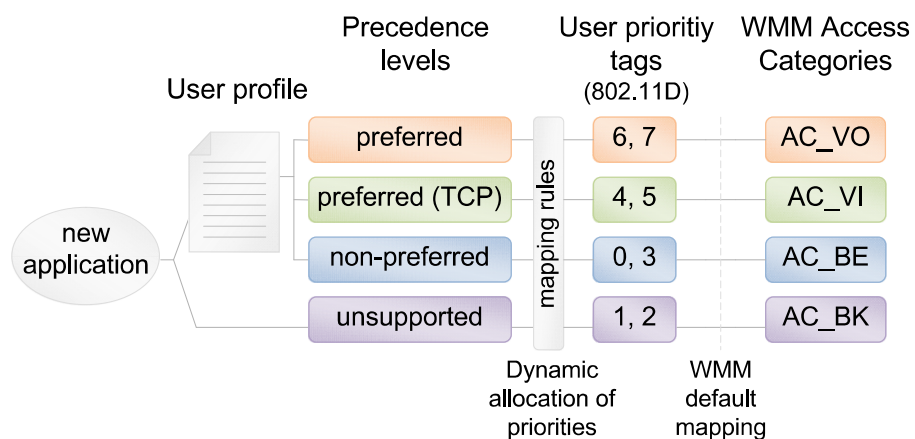 Precedence
levels
User prioritiy
tags
(802.11D)
WMM Access
Categories
User profile
preferred
6, 7
AC_VO
preferred (TCP)
4, 5
AC_VI
new
application
non-preferred
0, 3
AC_BE
unsupported
1, 2
AC_BK
mapping rules
Dynamic
allocation of
priorities
WMM
default
mapping